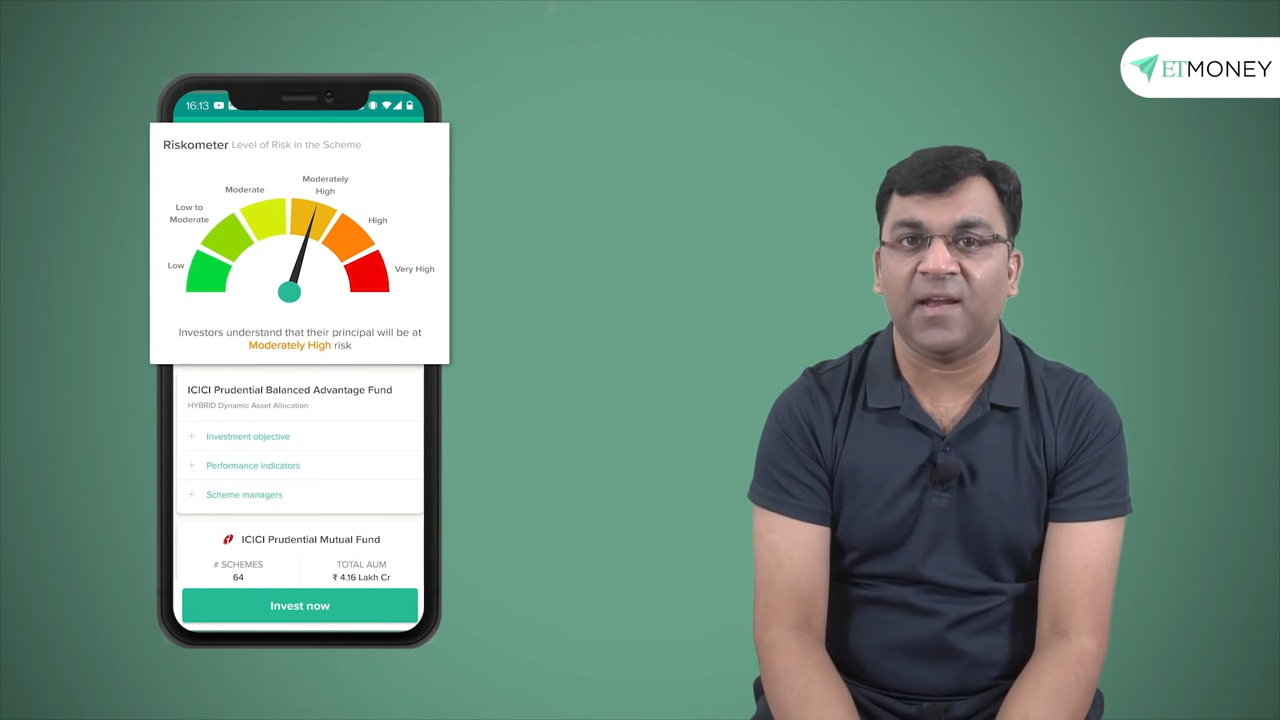 ETMONEY
16:13
Riskometer Level of Risk in the Scheme
Moderately
High
Moderate
Low to
Moderate
High
Low
Very High
Investors understand that their principal will be at
Moderately High risk
ICICI Prudential Balanced Advantage Fund
HYBRID Dynamic Asset Allocation
+ Investment objective
+ Performance indicators
+ Scheme managers
ICICI Prudential Mutual Fund
# SCHEMES
64
TOTAL AUM
₹ 4.16 Lakh Cr
Invest now